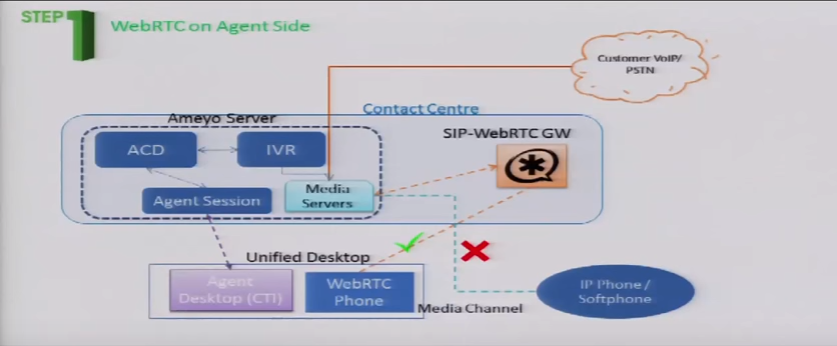 STEP 1
WebRTC on Agent Side
Customer VoIP/
PSTN
Contact Centre
Ameyo Server
SIP-WebRTC GW
ACD
IVR
Media
Servers
Agent Session
Unified Desktop
Agent
Desktop (CTI)
WebRTC
Phone
IP Phone /
Softphone
Media Channel